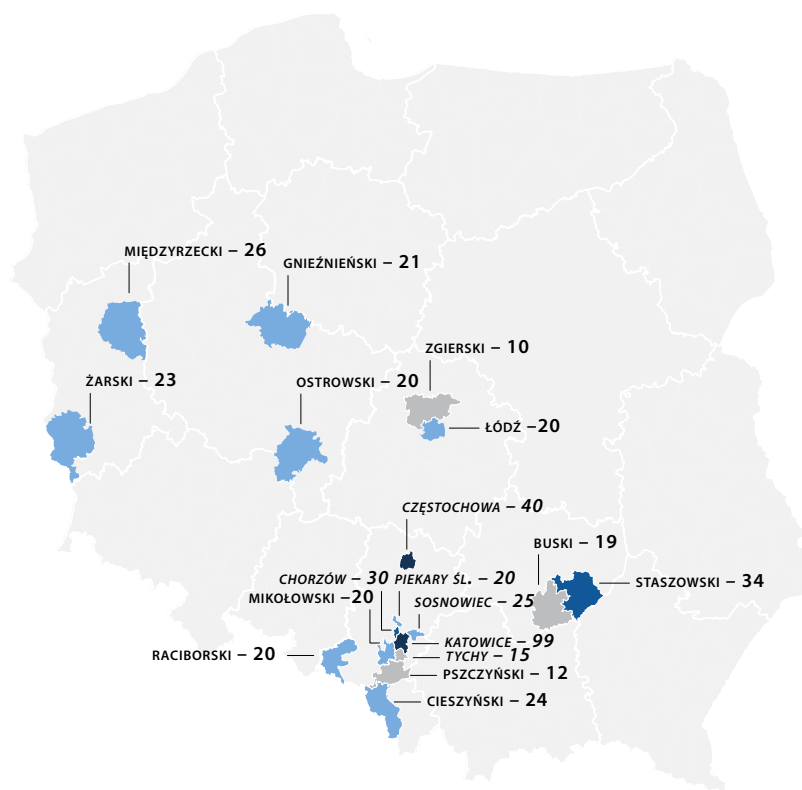 MIĘDZYRZECKI – 26
GNIEŹNIEŃSKI – 21
ZGIERSKI – 10
ŻARSKI – 23
OSTROWSKI – 20
ŁÓDŹ –20
CZĘSTOCHOWA – 40
BUSKI – 19
CHORZÓW – 30
PIEKARY ŚL. – 20
STASZOWSKI – 34
MIKOŁOWSKI –20
SOSNOWIEC – 25
KATOWICE – 99
RACIBORSKI – 20
TYCHY – 15
PSZCZYŃSKI – 12
CIESZYŃSKI – 24